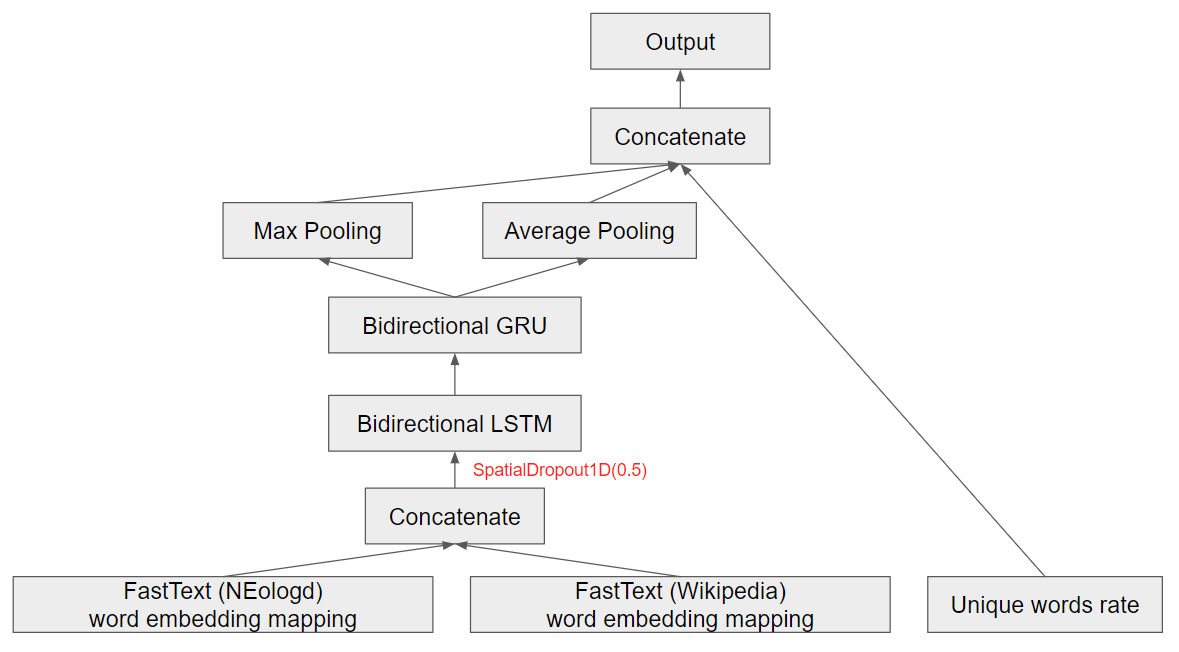 Output
Concatenate
Max Pooling
Average Pooling
Bidirectional GRU
Bidirectional LSTM
SpatialDropout1D(0.5)
Concatenate
FastText (NEologd)
word embedding mapping
FastText (Wikipedia)
word embedding mapping
Unique words rate